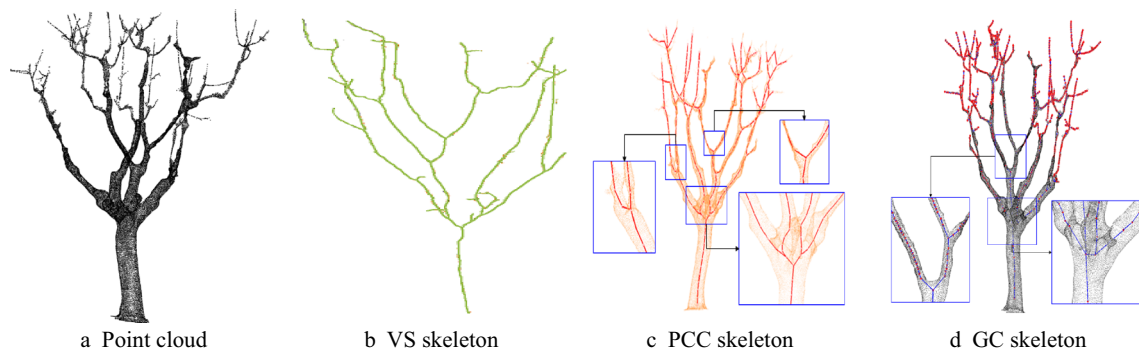 a Point cloud
b VS skeleton
c PCC skeleton
d GC skeleton